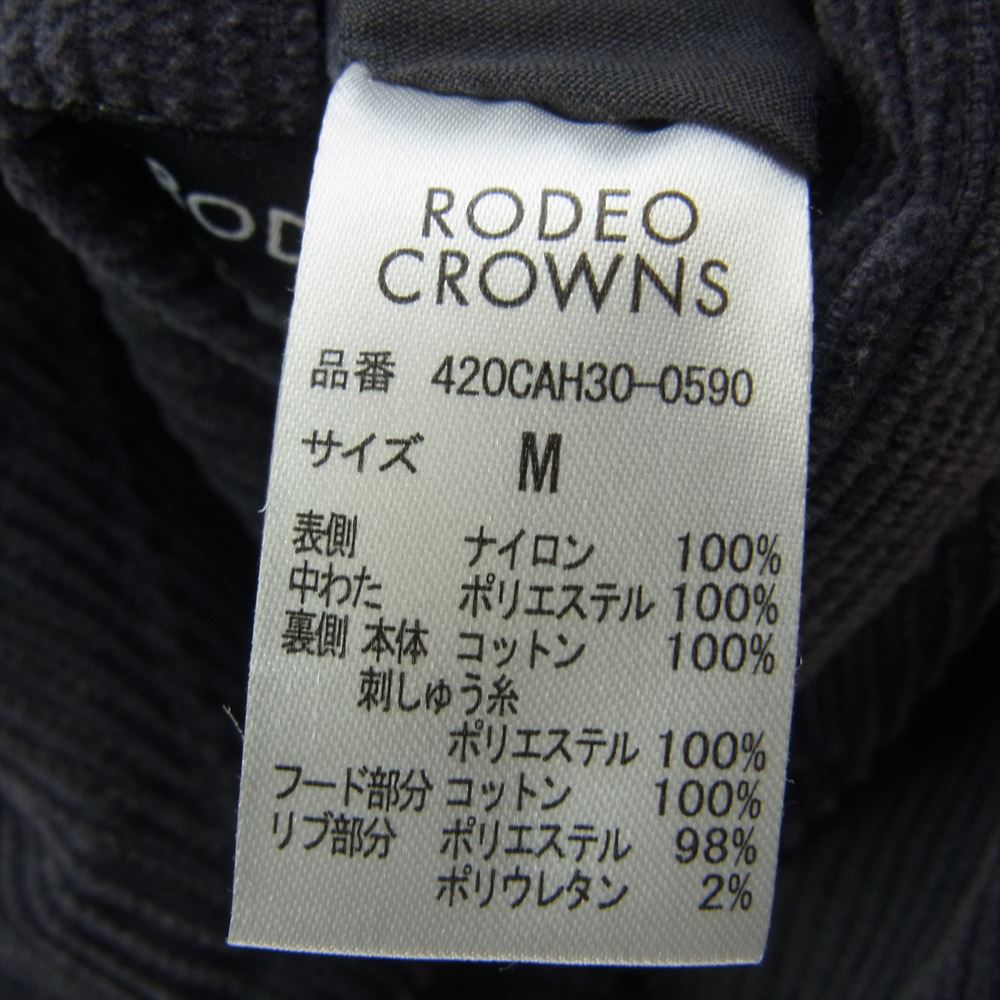 ROD
RODEO
CROWNS
品番 420CAH30-0590
サイズ M
表側 ナイロン 100%
中わた ポリエステル 100%
裏側 本体 コットン 100%
刺しゅう糸
ポリエステル 100%
フード部分 コットン 100%
リブ部分 ポリエステル 98%
ポリウレタン 2%